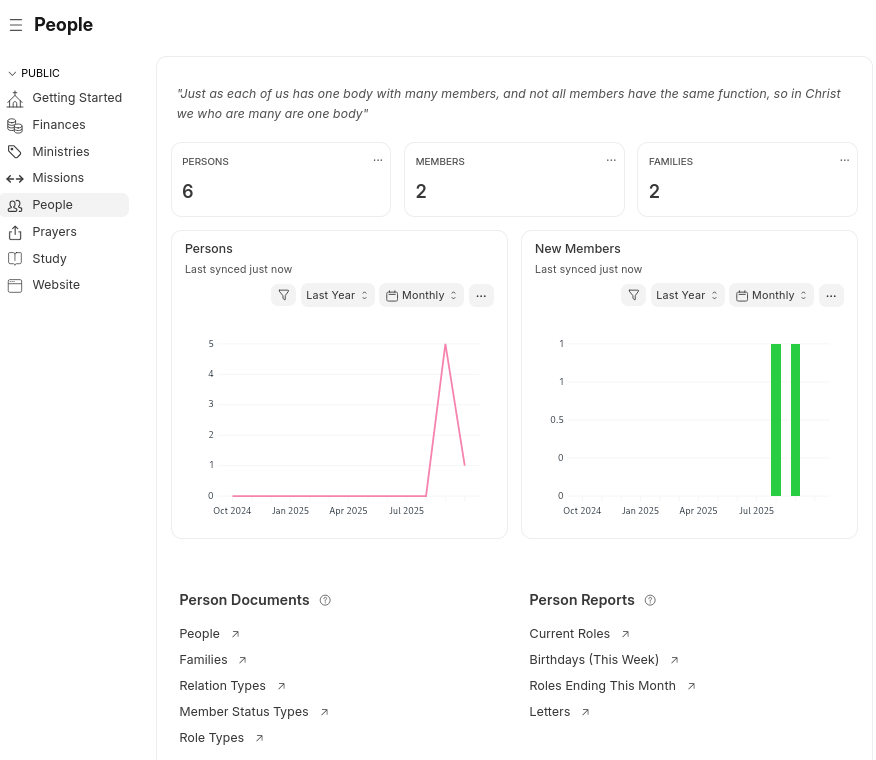 People
PUBLIC
Getting Started
Finances
Ministries
Missions
People
Prayers
Study
Website
"Just as each of us has one body with many members, and not all members have the same function, so in Christ
we who are many are one body"
PERSONS ...
6
MEMBERS ...
2
FAMILIES ...
2
Persons
Last synced just now
Last Year Monthly ...
5
4
3
2
1
0
Oct 2024 Jan 2025 Apr 2025 Jul 2025
New Members
Last synced just now
Last Year Monthly ...
1
1
0.5
0
0
Oct 2024 Jan 2025 Apr 2025 Jul 2025
Person Documents ?
People
Families
Relation Types
Member Status Types
Role Types
Person Reports ?
Current Roles
Birthdays (This Week)
Roles Ending This Month
Letters